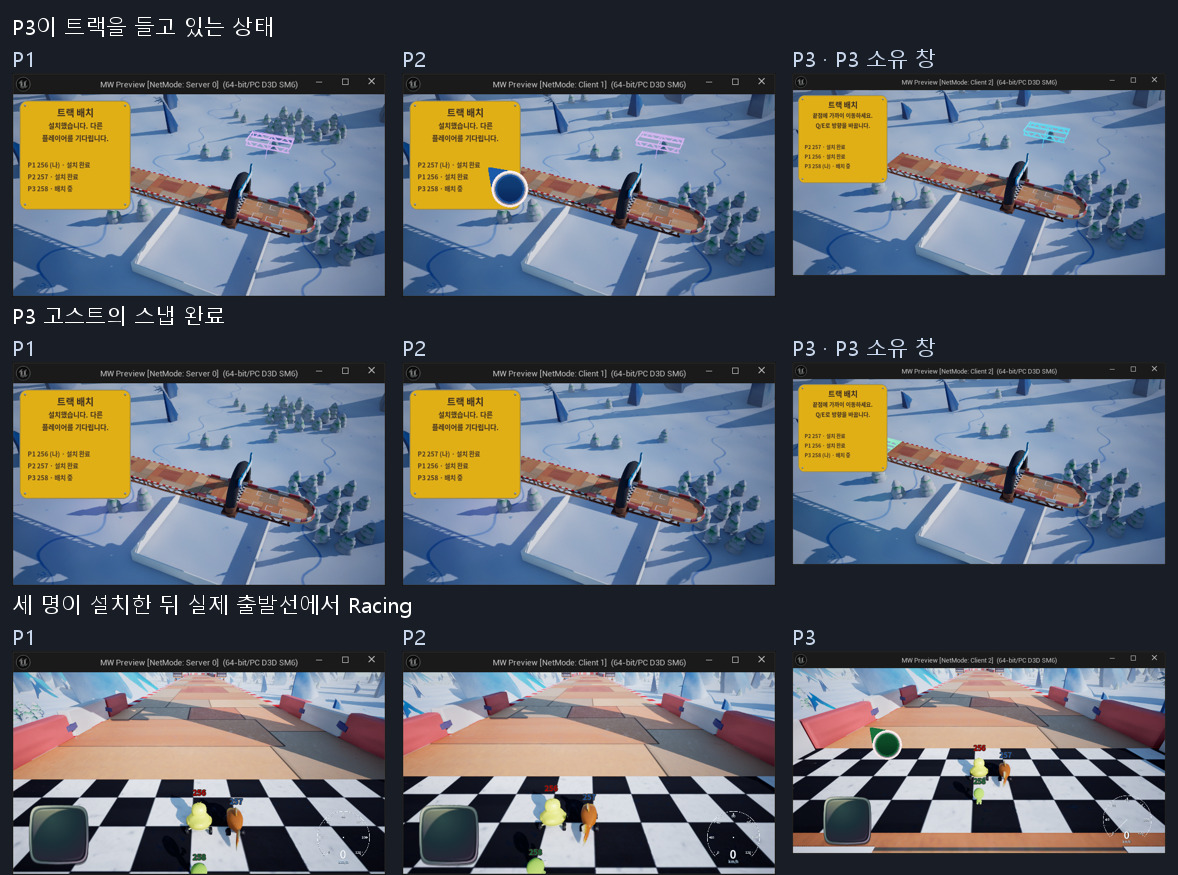 P3이 트랙을 들고 있는 상태
P1
P2
P3 · P3 소유 창
MW Preview [NetMode: Server 0] (64-bit/PC D3D SM6)
MW Preview [NetMode: Client 1] (64-bit/PC D3D SM6)
MW Preview [NetMode: Client 2] (64-bit/PC D3D SM6)
트랙 배치
설치했습니다. 다른
플레이어를 기다립니다.
P1 256 (나) · 설치 완료
P2 257 · 설치 완료
P3 258 · 배치 중
트랙 배치
설치했습니다. 다른
플레이어를 기다립니다.
P2 257 (나) · 설치 완료
P1 256 · 설치 완료
P3 258 · 배치 중
트랙 배치
끝점에 가까이 이동하세요.
Q/E로 방향을 바꿉니다.
P2 257 · 설치 완료
P1 256 · 설치 완료
P3 258 (나) · 배치 중
P3 고스트의 스냅 완료
P1
P2
P3 · P3 소유 창
MW Preview [NetMode: Server 0] (64-bit/PC D3D SM6)
MW Preview [NetMode: Client 1] (64-bit/PC D3D SM6)
MW Preview [NetMode: Client 2] (64-bit/PC D3D SM6)
트랙 배치
설치했습니다. 다른
플레이어를 기다립니다.
P1 256 (나) · 설치 완료
P2 257 · 설치 완료
P3 258 · 배치 중
트랙 배치
설치했습니다. 다른
플레이어를 기다립니다.
P2 257 (나) · 설치 완료
P1 256 · 설치 완료
P3 258 · 배치 중
트랙 배치
끝점에 가까이 이동하세요.
Q/E로 방향을 바꿉니다.
P2 257 · 설치 완료
P1 256 · 설치 완료
P3 258 (나) · 배치 중
세 명이 설치한 뒤 실제 출발선에서 Racing
P1
P2
P3
MW Preview [NetMode: Server 0] (64-bit/PC D3D SM6)
MW Preview [NetMode: Client 1] (64-bit/PC D3D SM6)
MW Preview [NetMode: Client 2] (64-bit/PC D3D SM6)
256
257
258
0
257
258
0
256
257
258
0